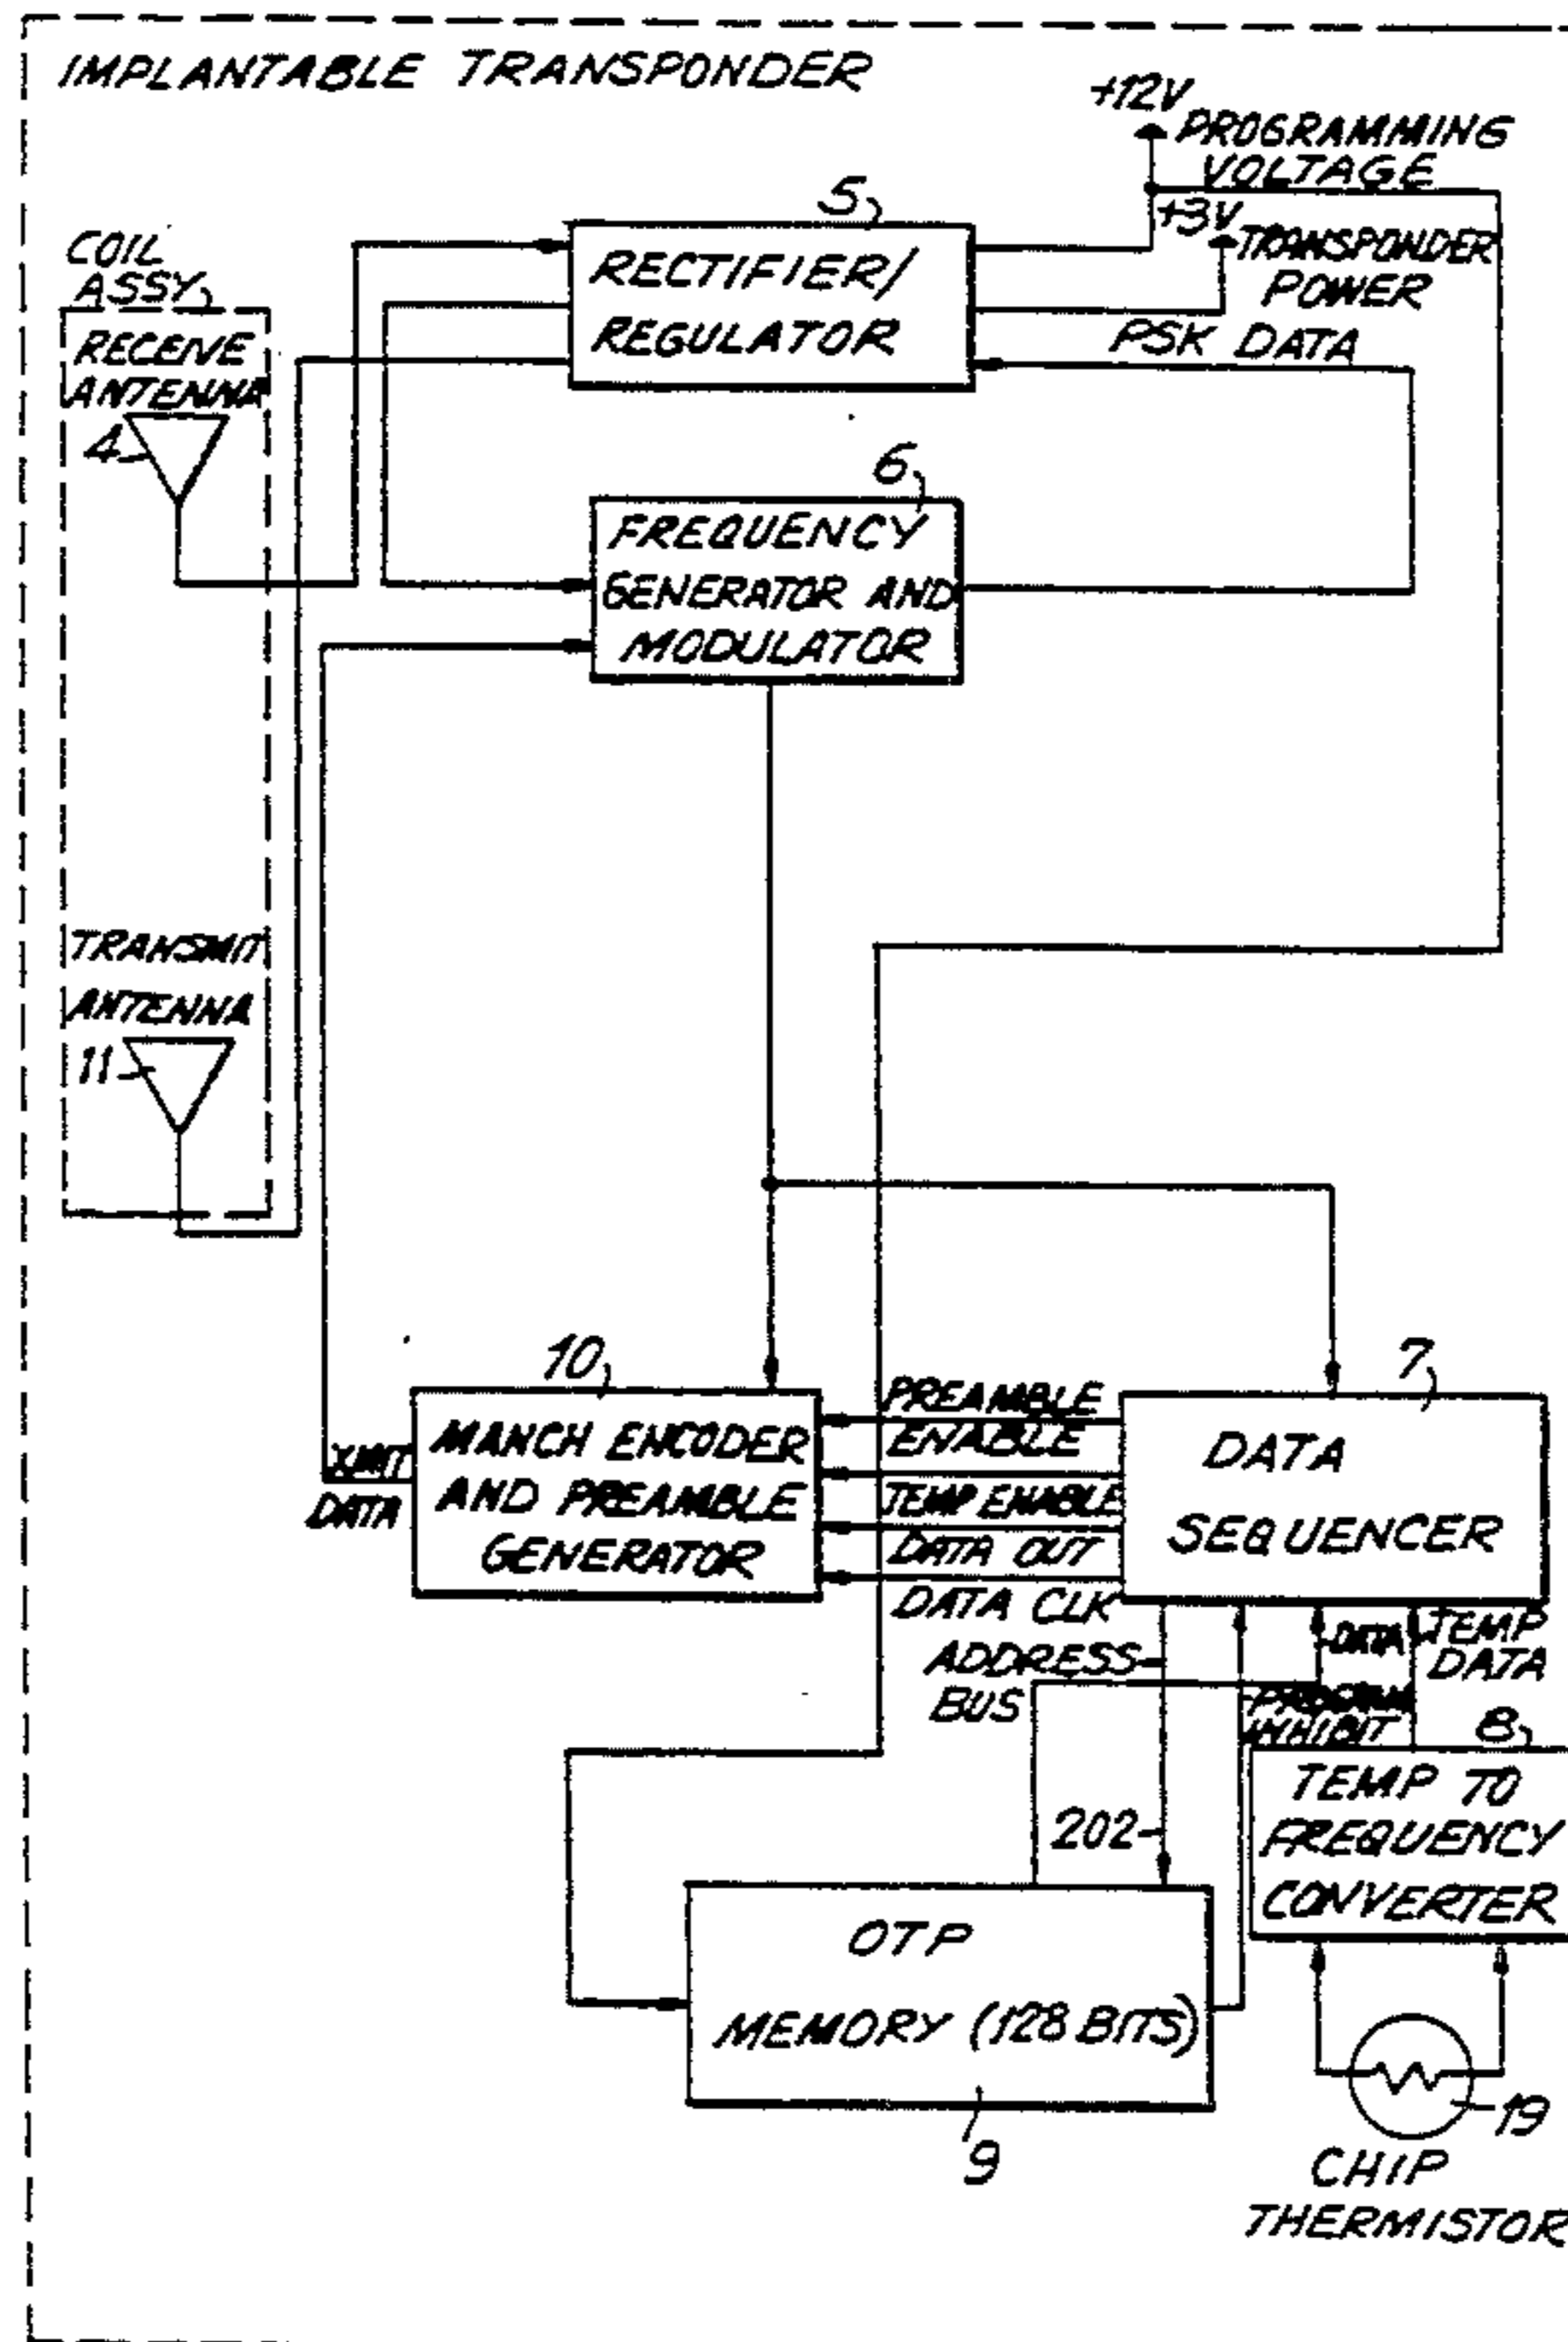 IMPLANTABLE TRANSPONDER
+12V
PROGRAMMING
VOLTAGE
5
+3V
TRANSPONDER
POWER
COIL
ASSY
RECTIFIER/
REGULATOR
PSK DATA
RECEIVE
ANTENNA
4
6
FREQUENCY
GENERATOR AND
MODULATOR
TRANSMIT
ANTENNA
11
10
7
MANCH ENCODER
AND PREAMBLE
GENERATOR
XMIT
DATA
PREAMBLE
ENABLE
TEMP ENABLE
DATA OUT
DATA CLK
DATA
SEQUENCER
ADDRESS
BUS
DATA
TEMP
DATA
PROGRAM
INHIBIT
8
TEMP TO
FREQUENCY
CONVERTER
202
OTP
MEMORY (128 BITS)
9
19
CHIP
THERMISTOR